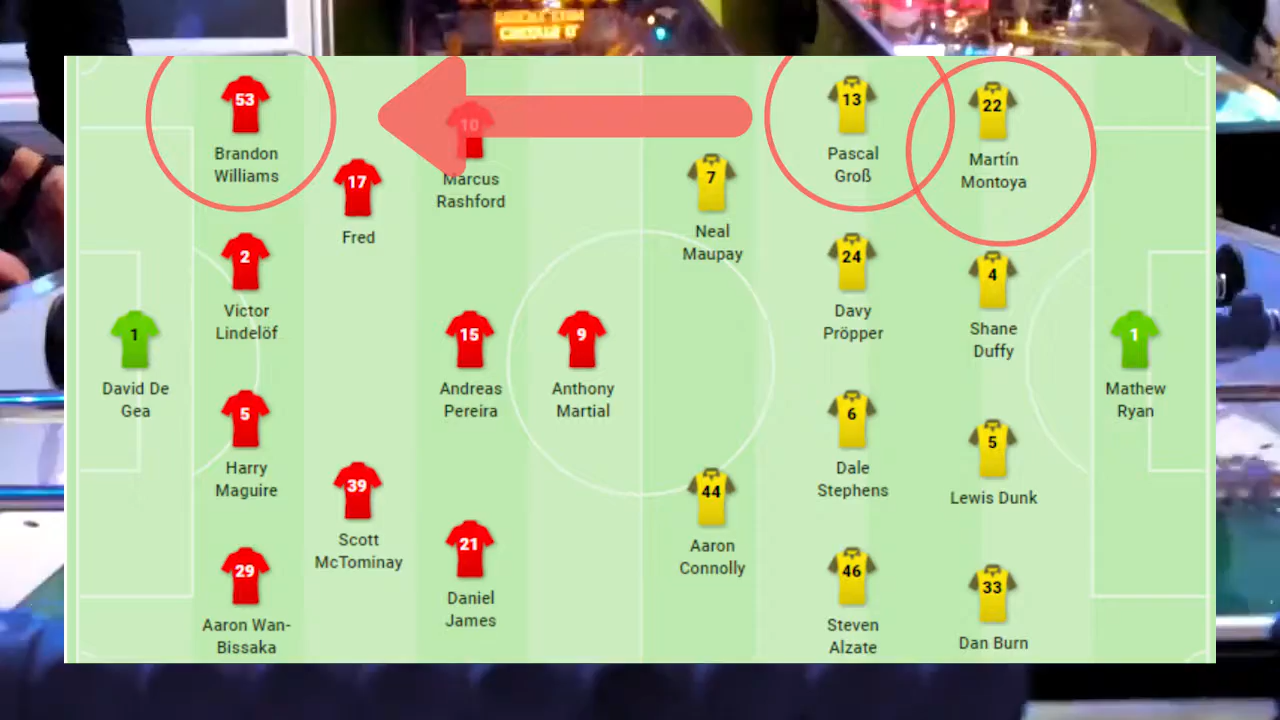 53
Brandon
Williams
10
Marcus
Rashford
17
Fred
2
Victor
Lindelöf
1
David De
Gea
15
Andreas
Pereira
9
Anthony
Martial
5
Harry
Maguire
39
Scott
McTominay
21
Daniel
James
29
Aaron Wan-
Bissaka
13
Pascal
Groß
22
Martín
Montoya
7
Neal
Maupay
24
Davy
Pröpper
4
Shane
Duffy
1
Mathew
Ryan
6
Dale
Stephens
5
Lewis Dunk
44
Aaron
Connolly
46
Steven
Alzate
33
Dan Burn